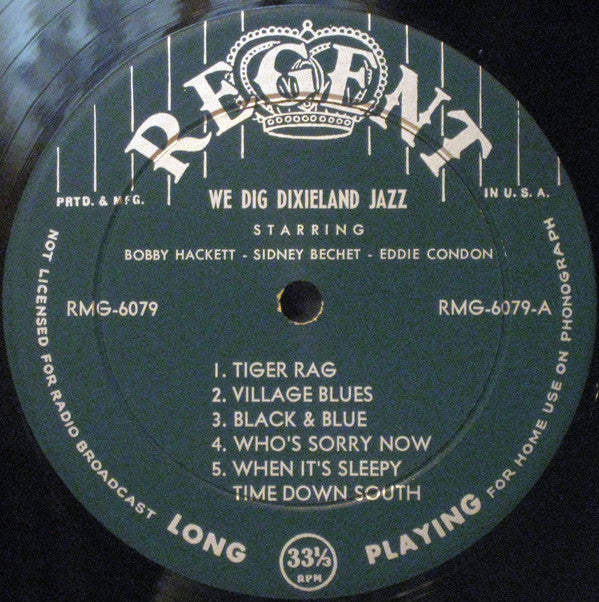 REGENT
PRTD. & MFG.
IN U. S. A.
WE DIG DIXIELAND JAZZ
STARRING
BOBBY HACKETT - SIDNEY BECHET - EDDIE CONDON
RMG-6079
RMG-6079-A
1. TIGER RAG
2. VILLAGE BLUES
3. BLACK & BLUE
4. WHO'S SORRY NOW
5. WHEN IT'S SLEEPY
TIME DOWN SOUTH
NOT LICENSED FOR RADIO BROADCAST
LONG
33⅓
RPM
PLAYING
FOR HOME USE ON PHONOGRAPH